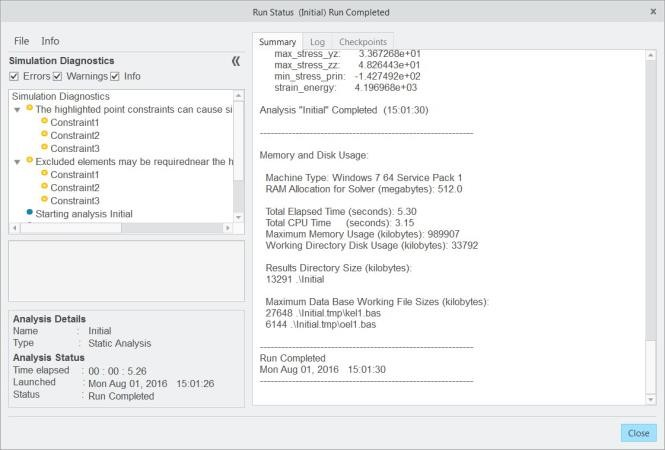 Run Status (Initial) Run Completed
File Info
Simulation Diagnostics
Errors Warnings Info
Simulation Diagnostics
The highlighted point constraints can cause si
Constraint1
Constraint2
Constraint3
Excluded elements may be requirednear the h
Constraint1
Constraint2
Constraint3
Starting analysis Initial
Analysis Details
Name : Initial
Type : Static Analysis
Analysis Status
Time elapsed : 00 : 00 : 5.26
Launched : Mon Aug 01, 2016 15:01:26
Status : Run Completed
Summary Log Checkpoints
max_stress_yz: 3.367268e+01
max_stress_zz: 4.826443e+01
min_stress_prin: -1.427492e+02
strain_energy: 4.196968e+03
Analysis "Initial" Completed (15:01:30)
------------------------------------------------------------
Memory and Disk Usage:
Machine Type: Windows 7 64 Service Pack 1
RAM Allocation for Solver (megabytes): 512.0
Total Elapsed Time (seconds): 5.30
Total CPU Time (seconds): 3.15
Maximum Memory Usage (kilobytes): 989907
Working Directory Disk Usage (kilobytes): 33792
Results Directory Size (kilobytes):
13291 .\Initial
Maximum Data Base Working File Sizes (kilobytes):
27648 .\Initial.tmp\kel1.bas
6144 .\Initial.tmp\oel1.bas
------------------------------------------------------------
Run Completed
Mon Aug 01, 2016 15:01:30
------------------------------------------------------------
Close